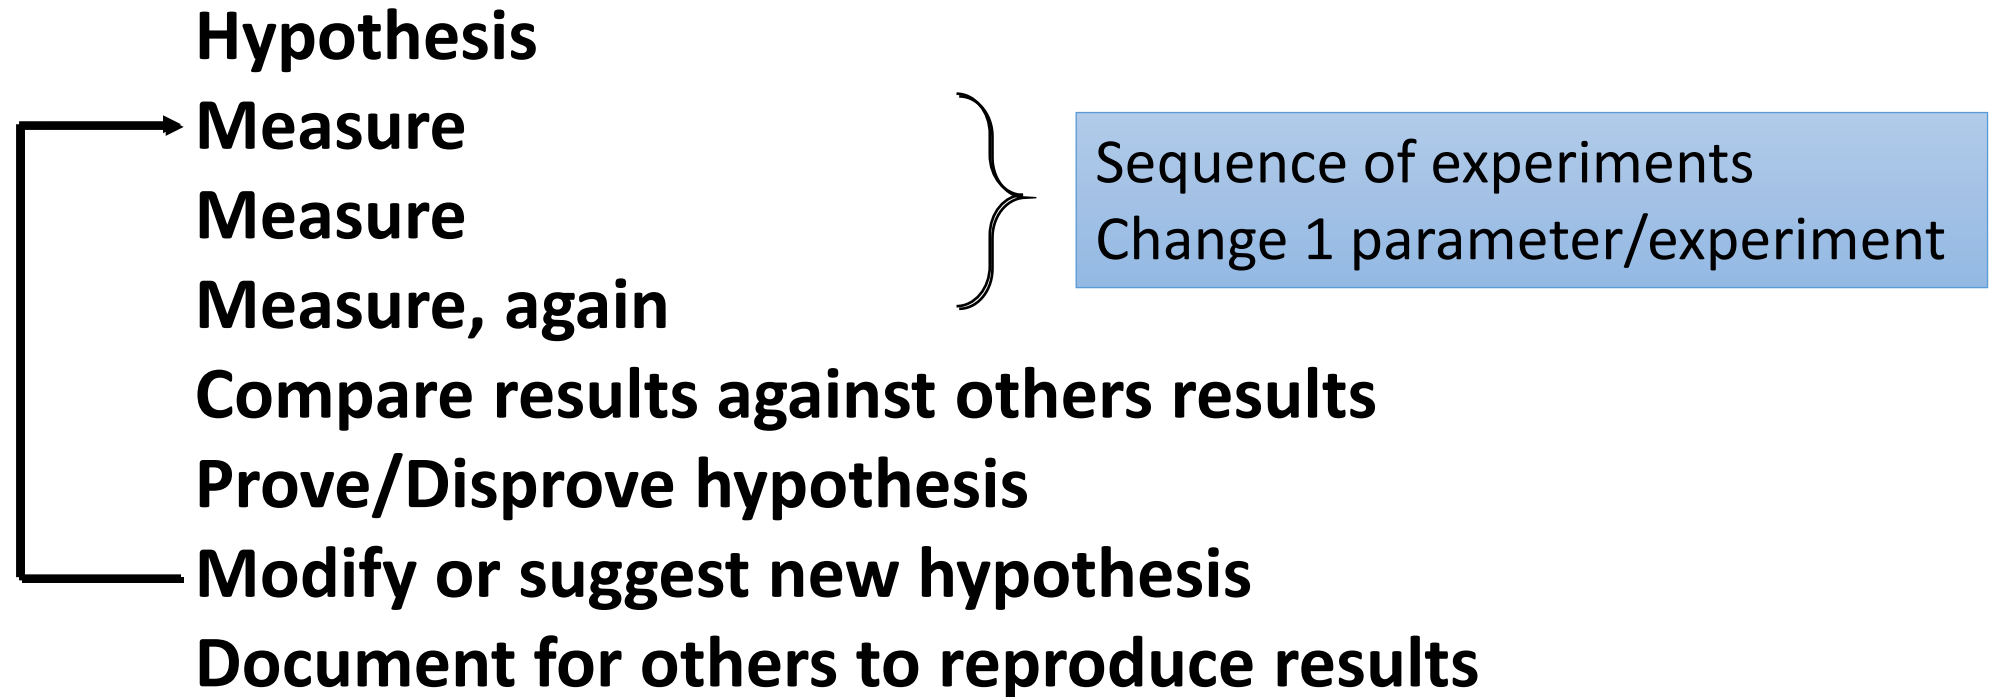 Hypothesis
Measure
Measure
Measure, again
Sequence of experiments
Change 1 parameter/experiment
Compare results against others results
Prove/Disprove hypothesis
Modify or suggest new hypothesis
Document for others to reproduce results